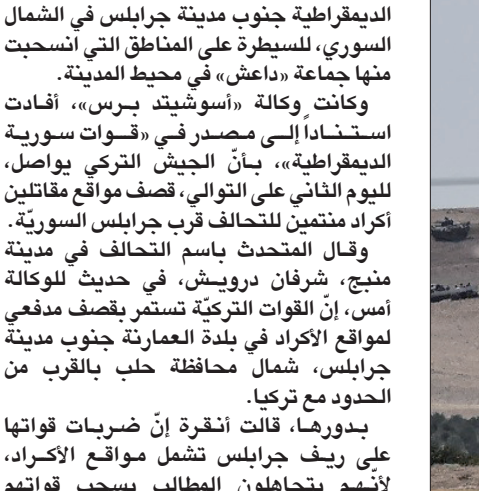 الديمقراطية جنوب مدينة جرابلس في الشمال
السوري، للسيطرة على المناطق التي انسحبت
منها جماعة «داعش» في محيط المدينة.
وكانت وكالة «أسوشيتد برس»، أفادت
استناداً إلى مصدر في «قوات سورية
الديمقراطية»، بأنّ الجيش التركي يواصل،
لليوم الثاني على التوالي، قصف مواقع مقاتلين
أكراد منتمين للتحالف قرب جرابلس السوريّة.
وقال المتحدث باسم التحالف في مدينة
منبج، شرفان درويش، في حديث للوكالة
أمس، إنّ القوات التركيّة تستمر بقصف مدفعي
لمواقع الأكراد في بلدة العمارنة جنوب مدينة
جرابلس، شمال محافظة حلب بالقرب من
الحدود مع تركيا.
بدورها، قالت أنقرة إنّ ضربات قواتها
على ريف جرابلس تشمل مواقع الأكراد،
لأنّهم يتجاهلون المطالب بسحب قواتهم